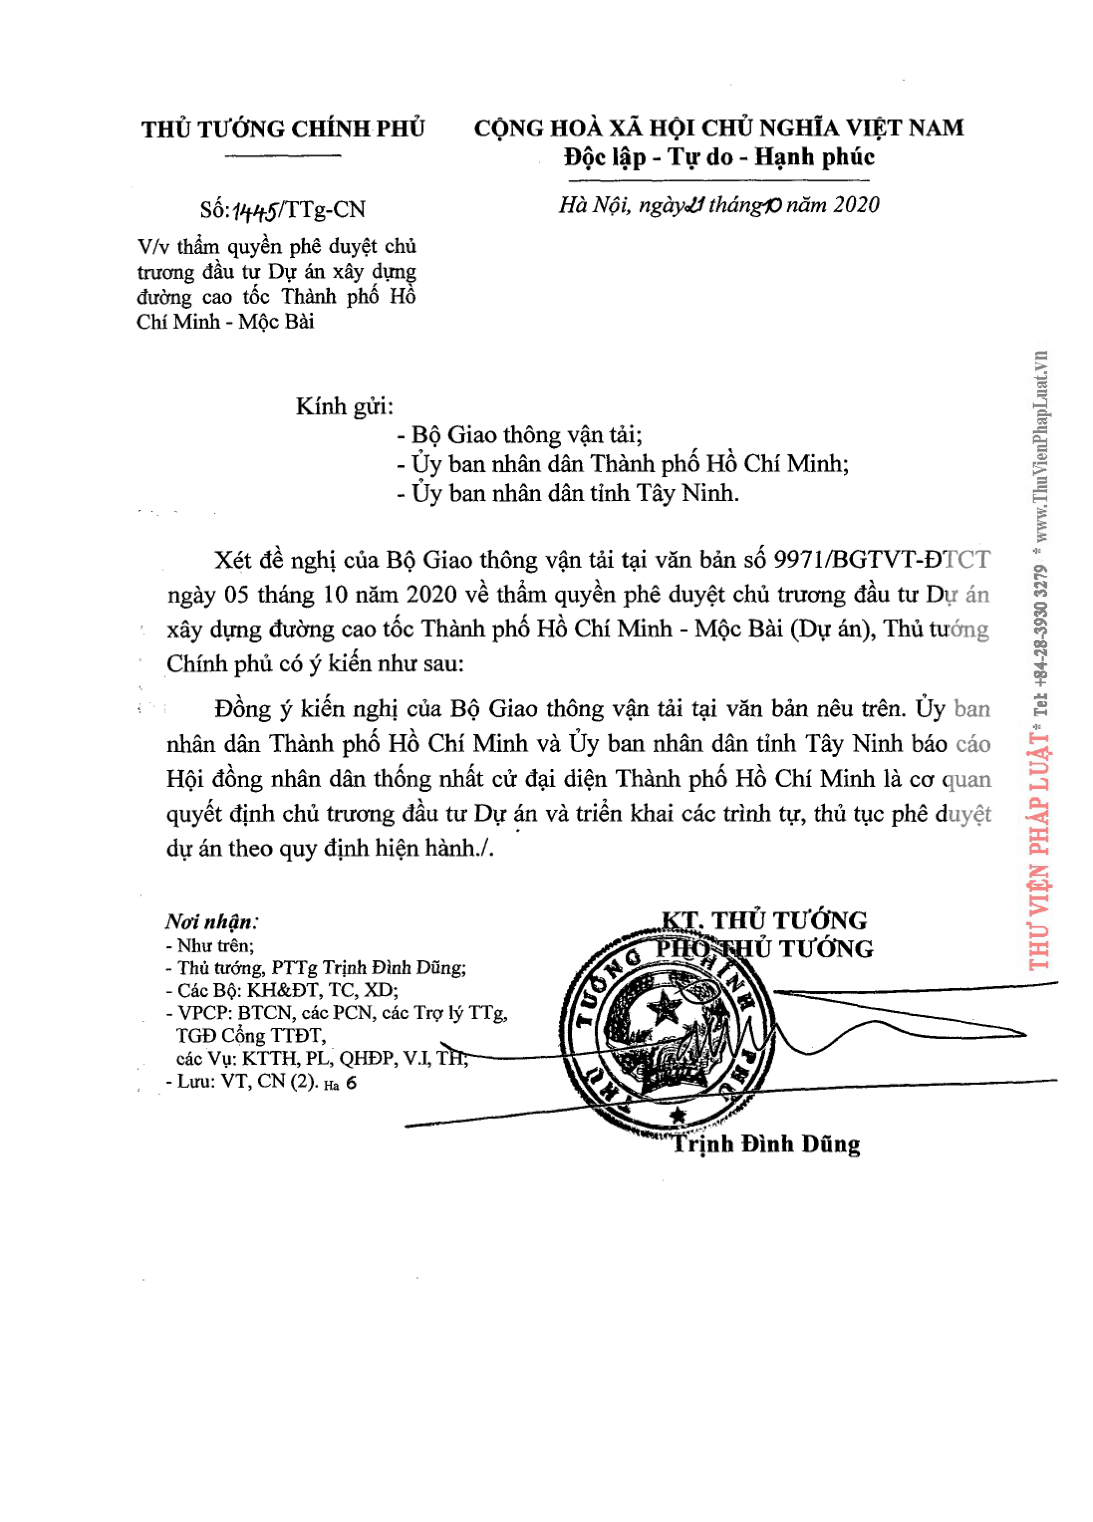 THỦ TƯỚNG CHÍNH PHỦ
CỘNG HOÀ XÃ HỘI CHỦ NGHĨA VIỆT NAM
Độc lập - Tự do - Hạnh phúc
Số:1445/TTg-CN
Hà Nội, ngày 21 tháng 10 năm 2020
V/v thẩm quyền phê duyệt chủ
trương đầu tư Dự án xây dựng
đường cao tốc Thành phố Hồ
Chí Minh - Mộc Bài
Kính gửi:
- Bộ Giao thông vận tải;
- Ủy ban nhân dân Thành phố Hồ Chí Minh;
- Ủy ban nhân dân tỉnh Tây Ninh.
Xét đề nghị của Bộ Giao thông vận tải tại văn bản số 9971/BGTVT-ĐTCT
ngày 05 tháng 10 năm 2020 về thẩm quyền phê duyệt chủ trương đầu tư Dự án
xây dựng đường cao tốc Thành phố Hồ Chí Minh - Mộc Bài (Dự án), Thủ tướng
Chính phủ có ý kiến như sau:
Đồng ý kiến nghị của Bộ Giao thông vận tải tại văn bản nêu trên. Ủy ban
nhân dân Thành phố Hồ Chí Minh và Ủy ban nhân dân tỉnh Tây Ninh báo cáo
Hội đồng nhân dân thống nhất cử đại diện Thành phố Hồ Chí Minh là cơ quan
quyết định chủ trương đầu tư Dự án và triển khai các trình tự, thủ tục phê duyệt
dự án theo quy định hiện hành./.
Nơi nhận:
- Như trên;
- Thủ tướng, PTTg Trịnh Đình Dũng;
- Các Bộ: KH&ĐT, TC, XD;
- VPCP: BTCN, các PCN, các Trợ lý TTg,
TGĐ Cổng TTĐT,
các Vụ: KTTH, PL, QHĐP, V.I, TH;
- Lưu: VT, CN (2). Ha 6
KT. THỦ TƯỚNG
PHÓ THỦ TƯỚNG
THỦ TƯỚNG CHÍNH PHỦ
Trịnh Đình Dũng
THƯ VIỆN PHÁP LUẬT * Tel: +84-28-3930 3279 * www.ThuVienPhapLuat.vn